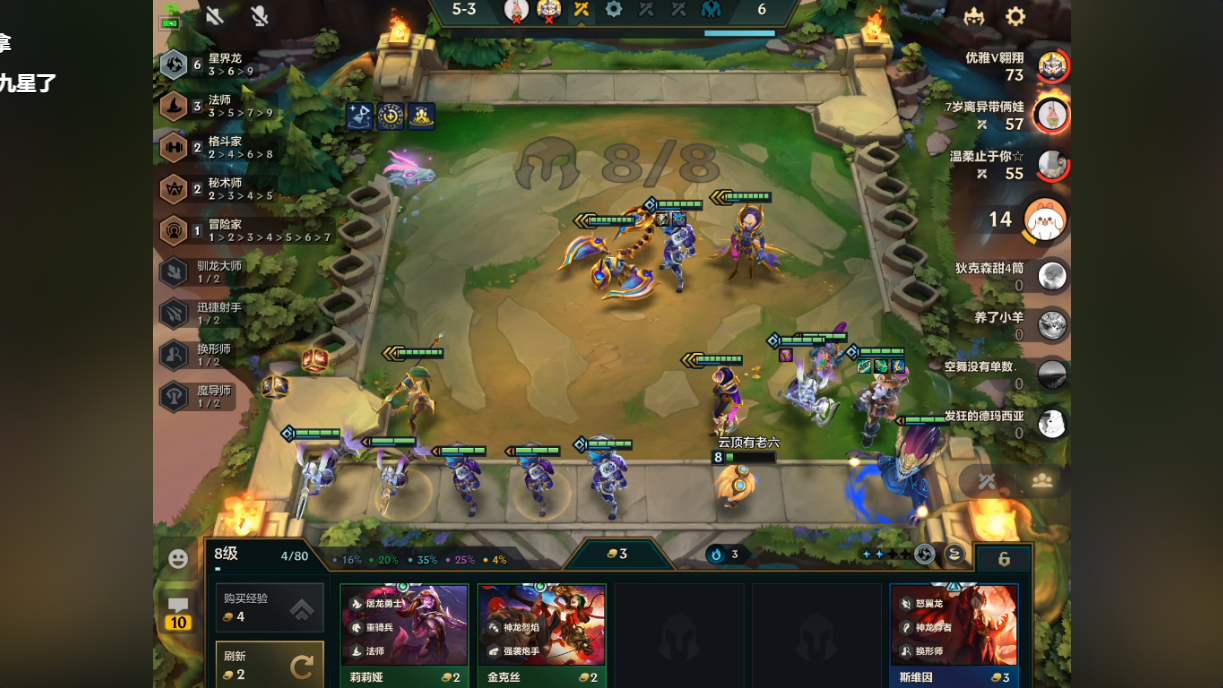 拿
九星了
5-3
6
6
星界龙
3 > 6 > 9
3
法师
3 > 5 > 7 > 9
2
格斗家
2 > 4 > 6 > 8
2
秘术师
2 > 3 > 4 > 5
1
冒险家
1 > 2 > 3 > 4 > 5 > 6 > 7
驯龙大师
1 / 2
迅捷射手
1 / 2
换形师
1 / 2
魔导师
1 / 2
8/8
优雅V翱翔
73
7岁离异带俩娃
57
温柔止于你☆
55
14
狄克森甜4筒
0
养了小羊
0
空舞没有单数.
0
发狂的德玛西亚
0
云顶有老六
8
8级
4/80
16%
20%
35%
25%
4%
3
3
10
购买经验
4
刷新
2
屠龙勇士
重骑兵
法师
莉莉娅
2
神龙烈焰
强袭炮手
金克丝
2
怒翼龙
神龙尊者
换形师
斯维因
3